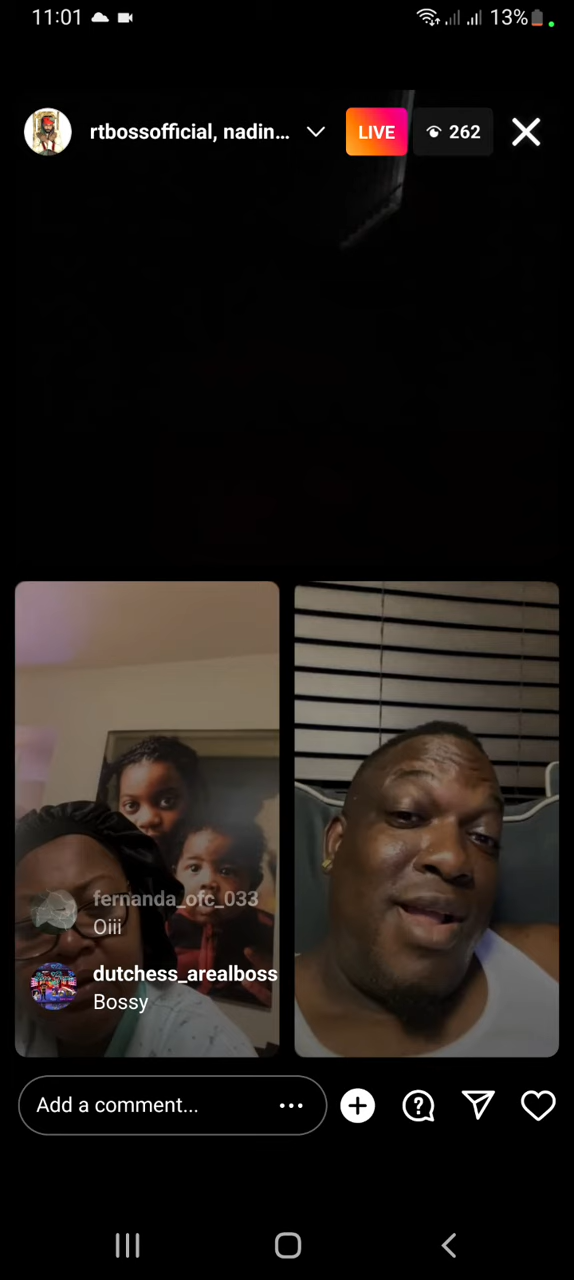 11:01
13%
rtbossofficial, nadin...
LIVE
262
fernanda_ofc_033
Oiii
dutchess_arealboss
Bossy
Add a comment...